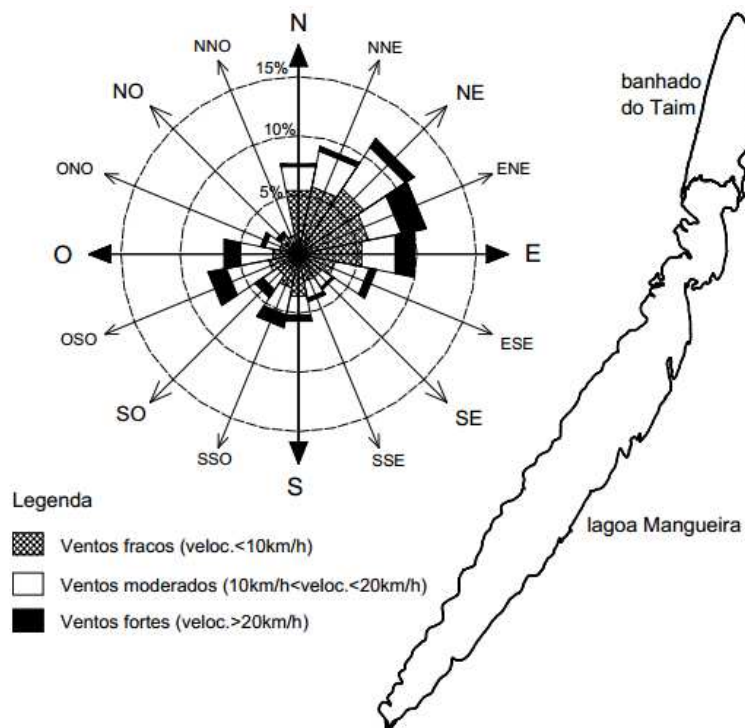 N
NNO
NNE
15%
NO
NE
10%
ONO
ENE
5%
O
E
OSO
ESE
SO
SE
SSO
SSE
S
banhado
do Taim
lagoa Mangueira
Legenda
Ventos fracos (veloc.<10km/h)
Ventos moderados (10km/h<veloc.<20km/h)
Ventos fortes (veloc.>20km/h)